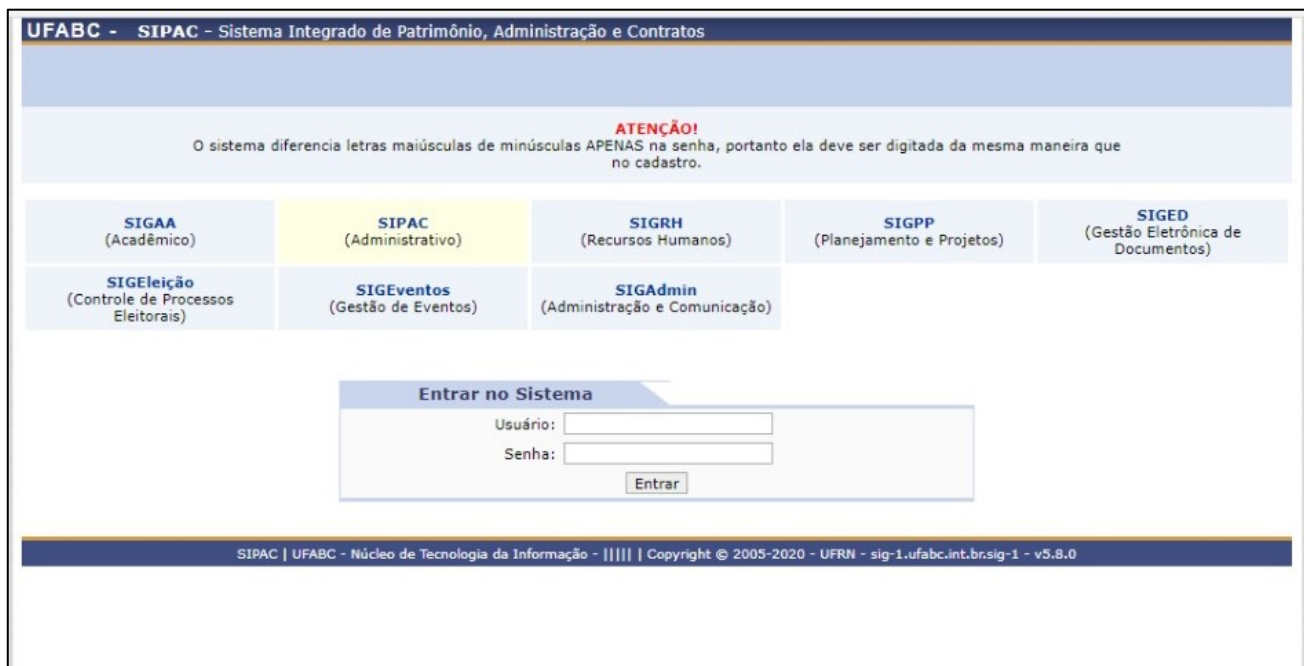 UFABC - SIPAC - Sistema Integrado de Patrimônio, Administração e Contratos
ATENÇÃO!
O sistema diferencia letras maiúsculas de minúsculas APENAS na senha, portanto ela deve ser digitada da mesma maneira que
no cadastro.
SIGAA
(Acadêmico)
SIPAC
(Administrativo)
SIGRH
(Recursos Humanos)
SIGPP
(Planejamento e Projetos)
SIGED
(Gestão Eletrônica de
Documentos)
SIGEleição
(Controle de Processos
Eleitorais)
SIGEventos
(Gestão de Eventos)
SIGAdmin
(Administração e Comunicação)
Entrar no Sistema
Usuário:
Senha:
Entrar
SIPAC | UFABC - Núcleo de Tecnologia da Informação - ||||| | Copyright © 2005-2020 - UFRN - sig-1.ufabc.int.br.sig-1 - v5.8.0